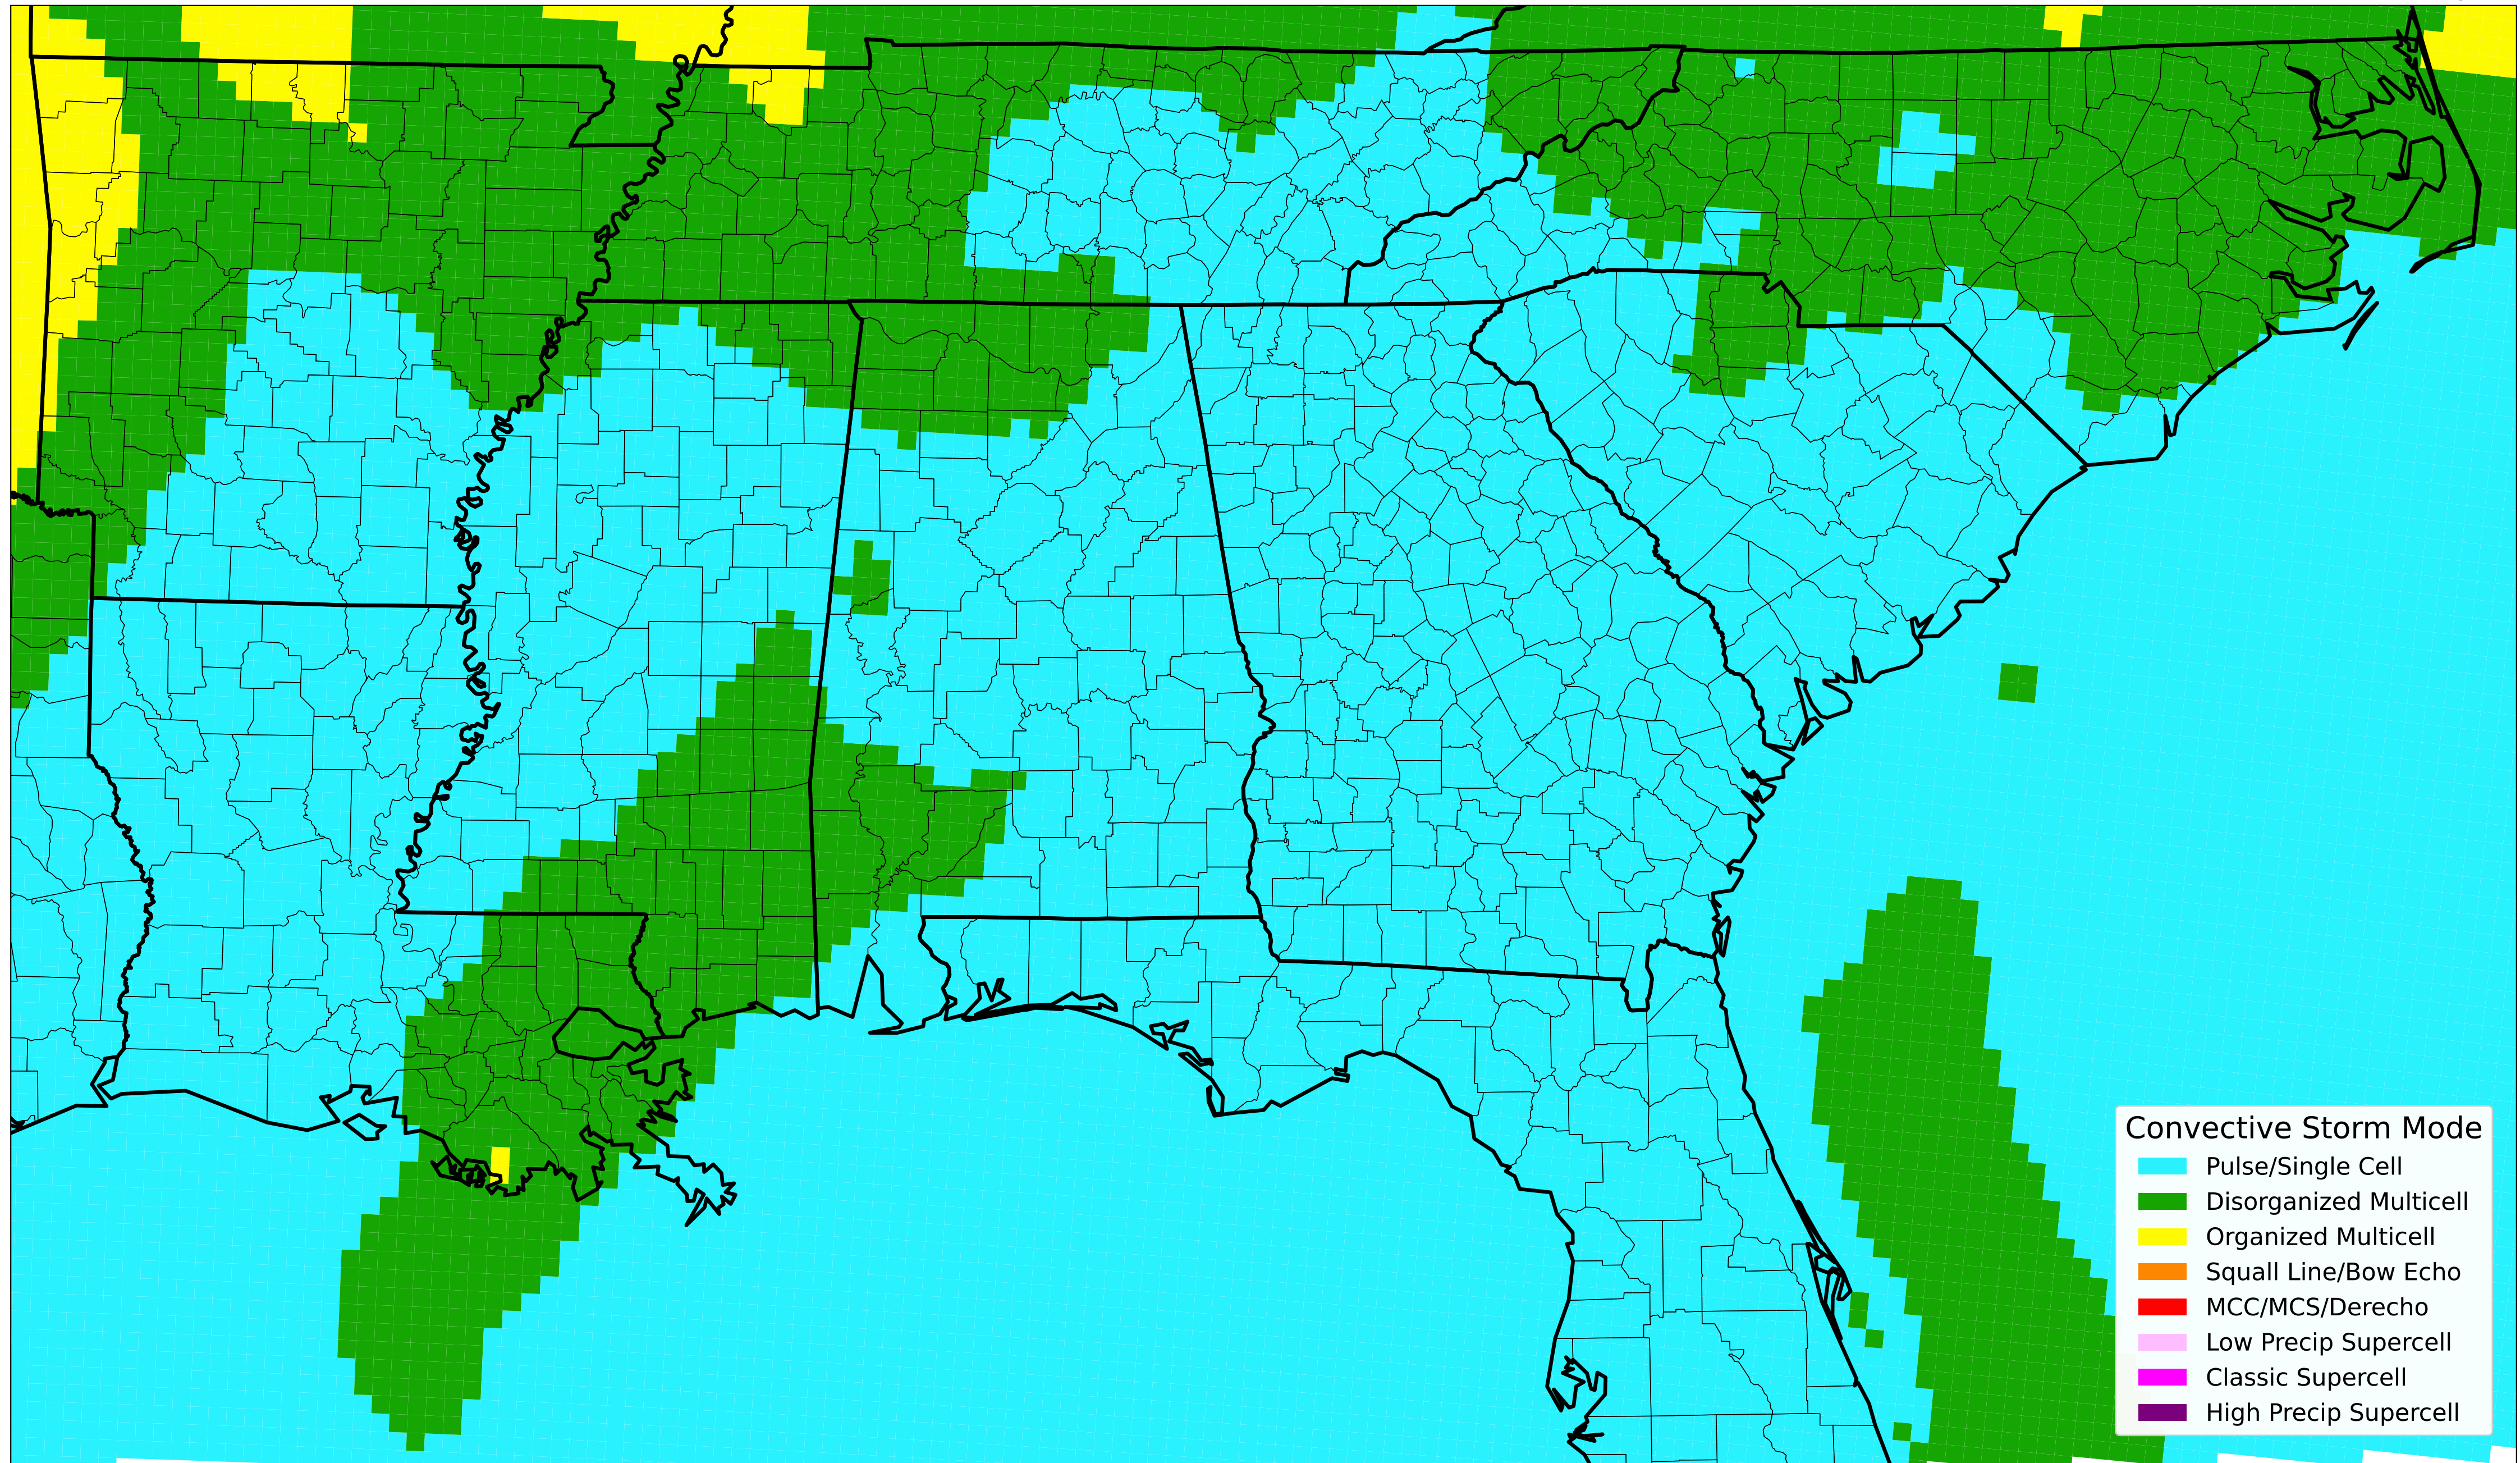 Convective Storm Mode
Pulse/Single Cell
Disorganized Multicell
Organized Multicell
Squall Line/Bow Echo
MCC/MCS/Derecho
Low Precip Supercell
Classic Supercell
High Precip Supercell